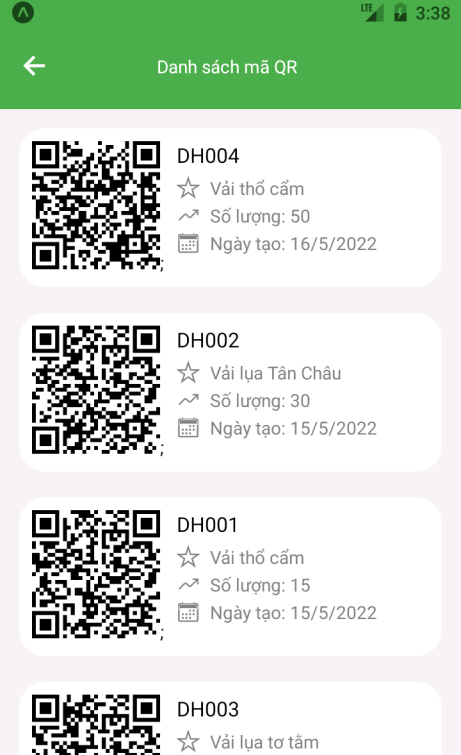 LTE 3:38
Danh sách mã QR
DH004
Vải thổ cẩm
Số lượng: 50
Ngày tạo: 16/5/2022
;
DH002
Vải lụa Tân Châu
Số lượng: 30
Ngày tạo: 15/5/2022
;
DH001
Vải thổ cẩm
Số lượng: 15
Ngày tạo: 15/5/2022
;
DH003
Vải lụa tơ tằm